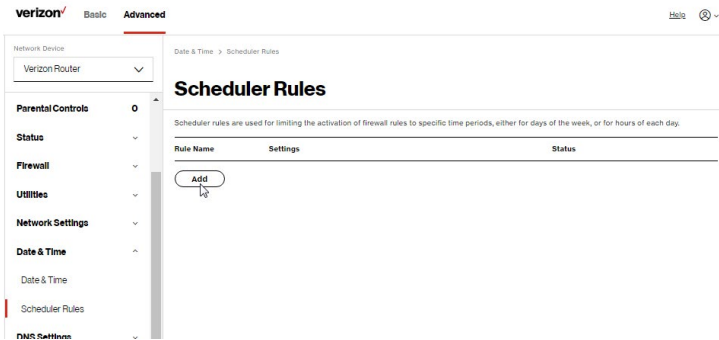 verizon Basic Advanced Help
Network Device
Verizon Router
Parental Controls 0
Status
Firewall
Utilities
Network Settings
Date & Time
Date & Time
Scheduler Rules
DNS Settings
Date & Time > Scheduler Rules
Scheduler Rules
Scheduler rules are used for limiting the activation of firewall rules to specific time periods, either for days of the week, or for hours of each day.
Rule Name Settings Status
Add